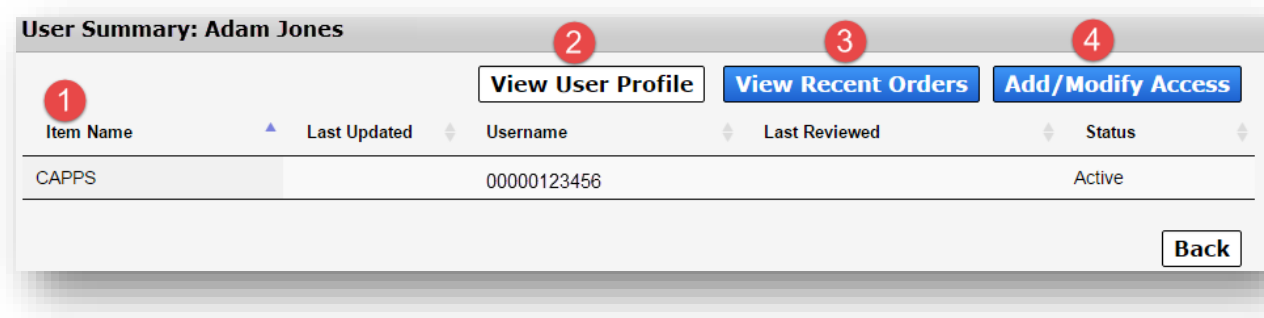 User Summary: Adam Jones
2 3 4
View User Profile View Recent Orders Add/Modify Access
1
Item Name Last Updated Username Last Reviewed Status
CAPPS 00000123456 Active
Back